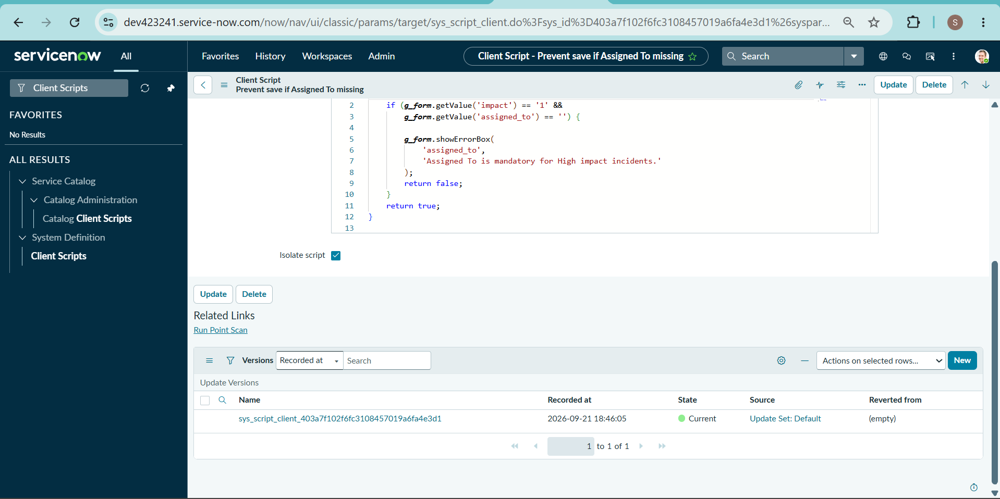 dev423241.service-now.com/now/nav/ui/classic/params/target/sys_script_client.do%3Fsys_id%3D403a7f102f6fc3108457019a6fa4e3d1%26syspar...
S
servicenow
All
Favorites
History
Workspaces
Admin
Client Script - Prevent save if Assigned To missing
Search
Client Scripts
FAVORITES
No Results
ALL RESULTS
Service Catalog
Catalog Administration
Catalog Client Scripts
System Definition
Client Scripts
Client Script
Prevent save if Assigned To missing
Update
Delete
2 if (g_form.getValue('impact') == '1' &&
3 g_form.getValue('assigned_to') == '') {
4
5 g_form.showErrorBox(
6 'assigned_to',
7 'Assigned To is mandatory for High impact incidents.'
8 );
9 return false;
10 }
11 return true;
12 }
13
Isolate script
Update
Delete
Related Links
Run Point Scan
Versions
Recorded at
Search
Actions on selected rows...
New
Update Versions
Name Recorded at State Source Reverted from
sys_script_client_403a7f102f6fc3108457019a6fa4e3d1 2026-09-21 18:46:05 Current Update Set: Default (empty)
1 to 1 of 1